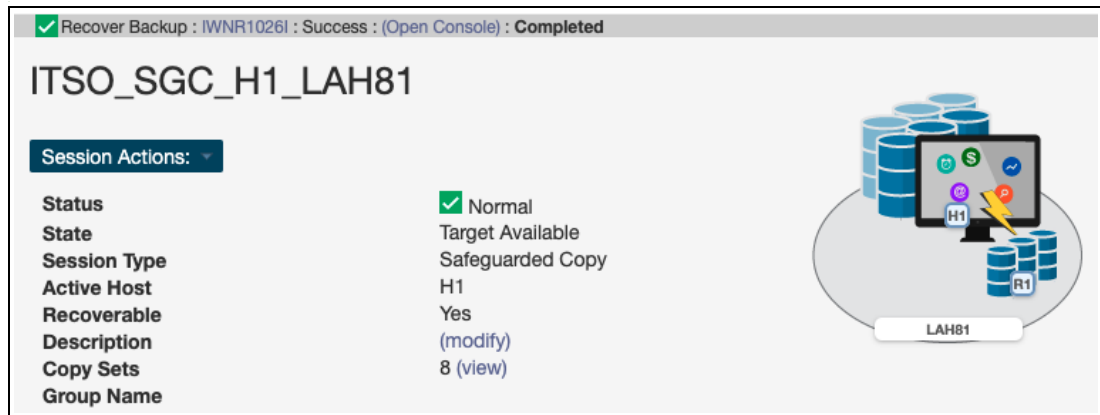 Recover Backup : IWNR1026I : Success : (Open Console) : Completed
ITSO_SGC_H1_LAH81
Session Actions:
Status Normal
State Target Available
Session Type Safeguarded Copy
Active Host H1
Recoverable Yes
Description (modify)
Copy Sets 8 (view)
Group Name
$
@
H1
R1
LAH81